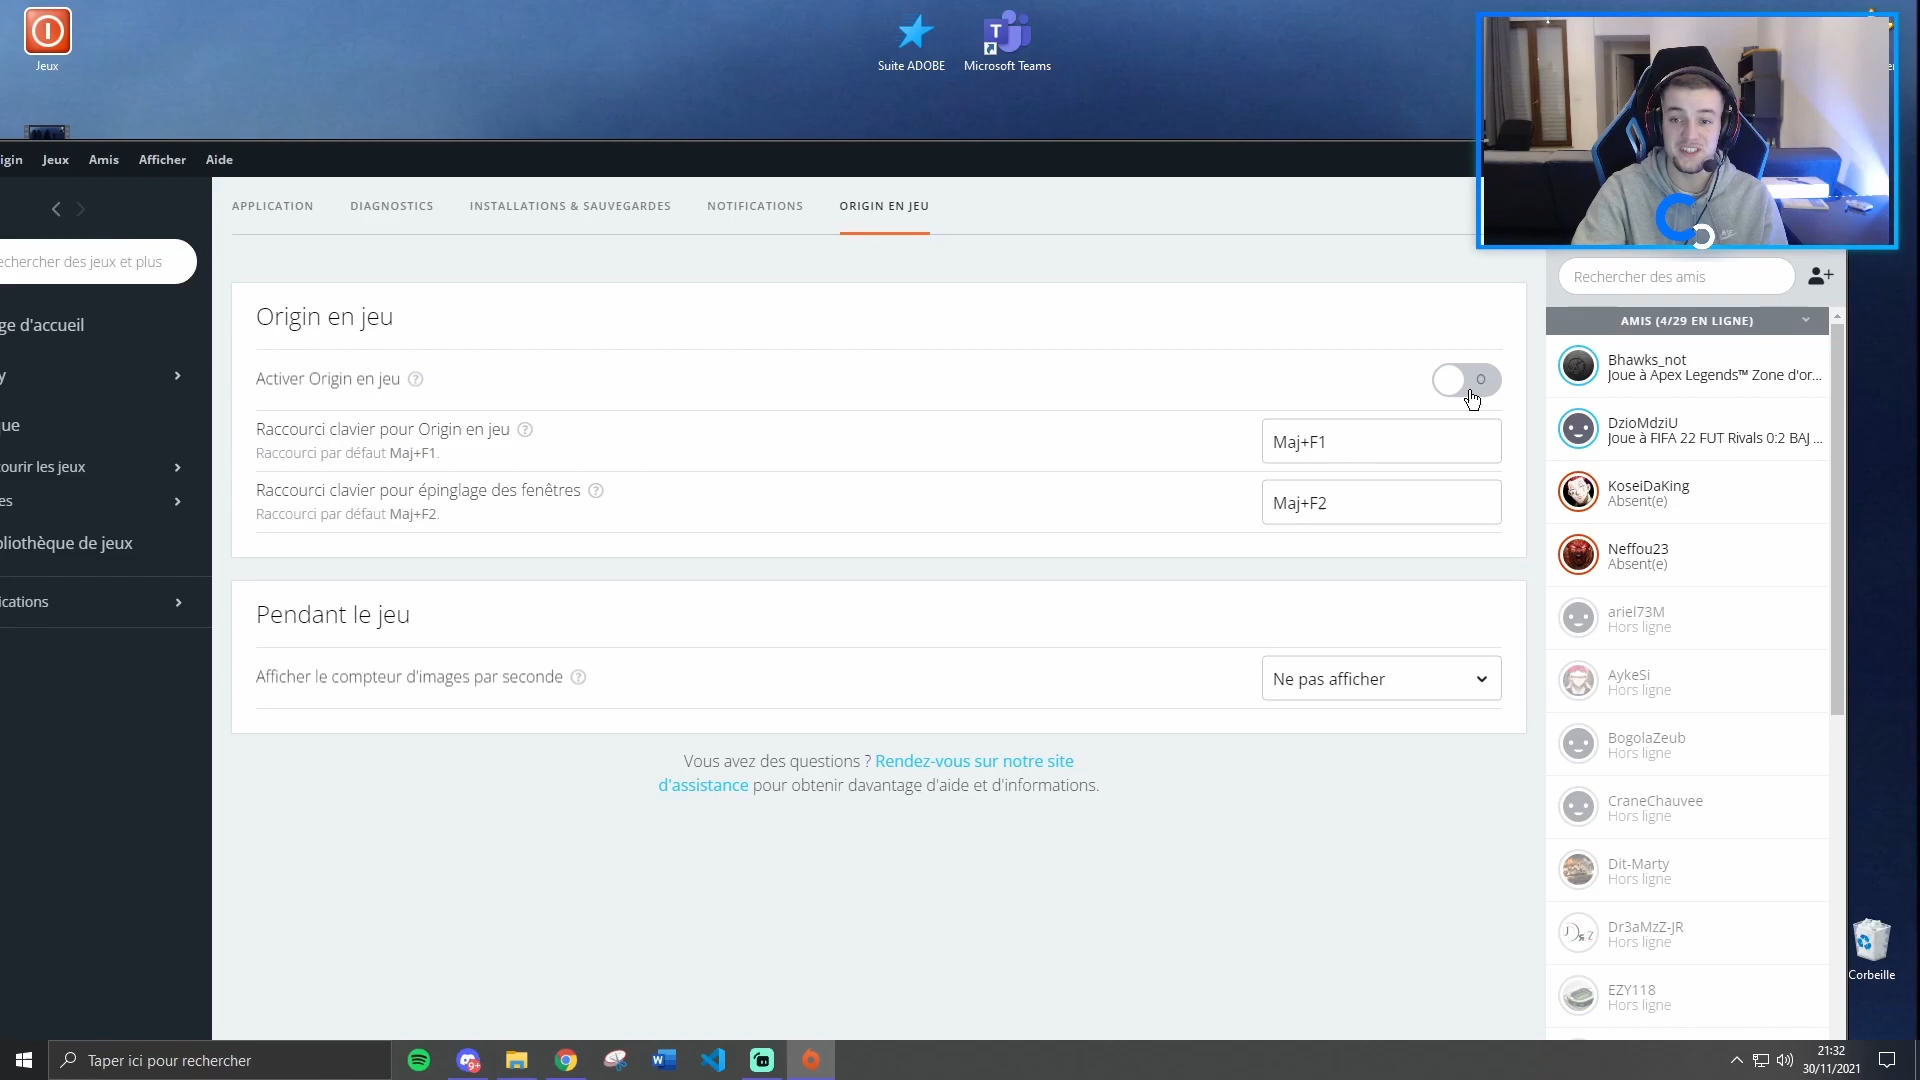 Jeux
Suite ADOBE
Microsoft Teams
igin
Jeux
Amis
Afficher
Aide
APPLICATION
DIAGNOSTICS
INSTALLATIONS & SAUVEGARDES
NOTIFICATIONS
ORIGIN EN JEU
echercher des jeux et plus
ge d'accueil
y
que
ourir les jeux
es
liothèque de jeux
ications
Origin en jeu
Activer Origin en jeu ?
Raccourci clavier pour Origin en jeu ?
Raccourci par défaut Maj+F1.
Maj+F1
Raccourci clavier pour épinglage des fenêtres ?
Raccourci par défaut Maj+F2.
Maj+F2
Pendant le jeu
Afficher le compteur d'images par seconde ?
Ne pas afficher
Vous avez des questions ? Rendez-vous sur notre site
d'assistance pour obtenir davantage d'aide et d'informations.
Rechercher des amis
AMIS (4/29 EN LIGNE)
Bhawks_not
Joue à Apex Legends™ Zone d'or...
DzioMdziU
Joue à FIFA 22 FUT Rivals 0:2 BAJ ...
KoseiDaKing
Absent(e)
Neffou23
Absent(e)
ariel73M
Hors ligne
AykeSi
Hors ligne
BogolaZeub
Hors ligne
CraneChauvee
Hors ligne
Dit-Marty
Hors ligne
Dr3aMzZ-JR
Hors ligne
EZY118
Hors ligne
Corbeille
Taper ici pour rechercher
9+
21:32
30/11/2021